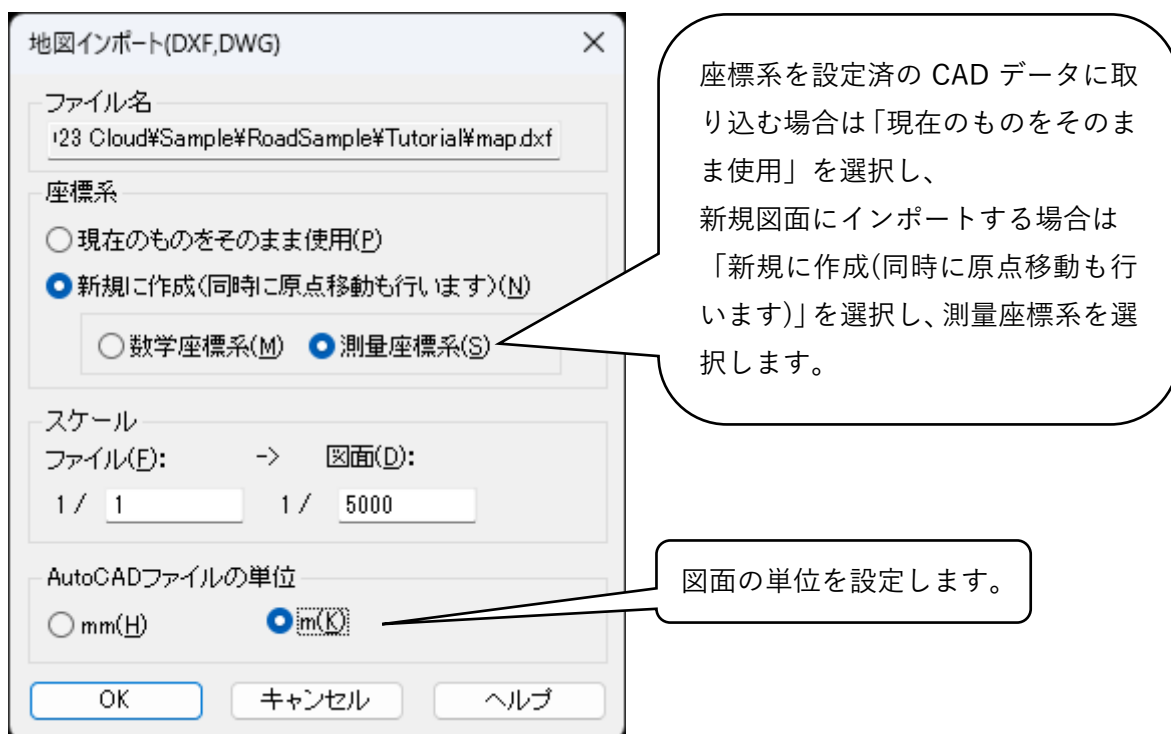 地図インポート(DXF,DWG)
ファイル名
123 Cloud¥Sample¥RoadSample¥Tutorial¥map.dxf
座標系
現在のものをそのまま使用(P)
新規に作成(同時に原点移動も行います)(N)
数学座標系(M) 測量座標系(S)
スケール
ファイル(F): -> 図面(D):
1 / 1 1 / 5000
AutoCADファイルの単位
mm(H) m(K)
OK キャンセル ヘルプ
座標系を設定済の CAD データに取
り込む場合は「現在のものをそのま
ま使用」を選択し、
新規図面にインポートする場合は
「新規に作成(同時に原点移動も行
います)」を選択し、測量座標系を選
択します。
図面の単位を設定します。